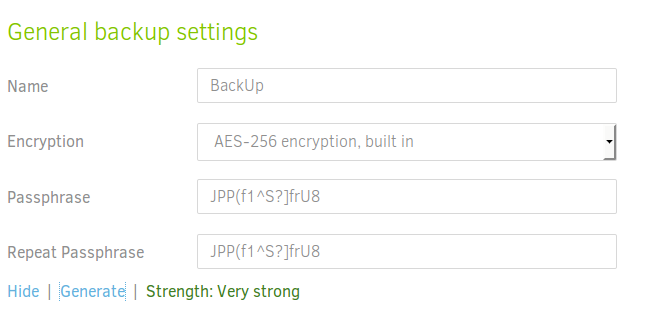 General backup settings
Name BackUp
Encryption AES-256 encryption, built in
Passphrase JPP(f1^S?]frU8
Repeat Passphrase JPP(f1^S?]frU8
Hide | Generate | Strength: Very strong